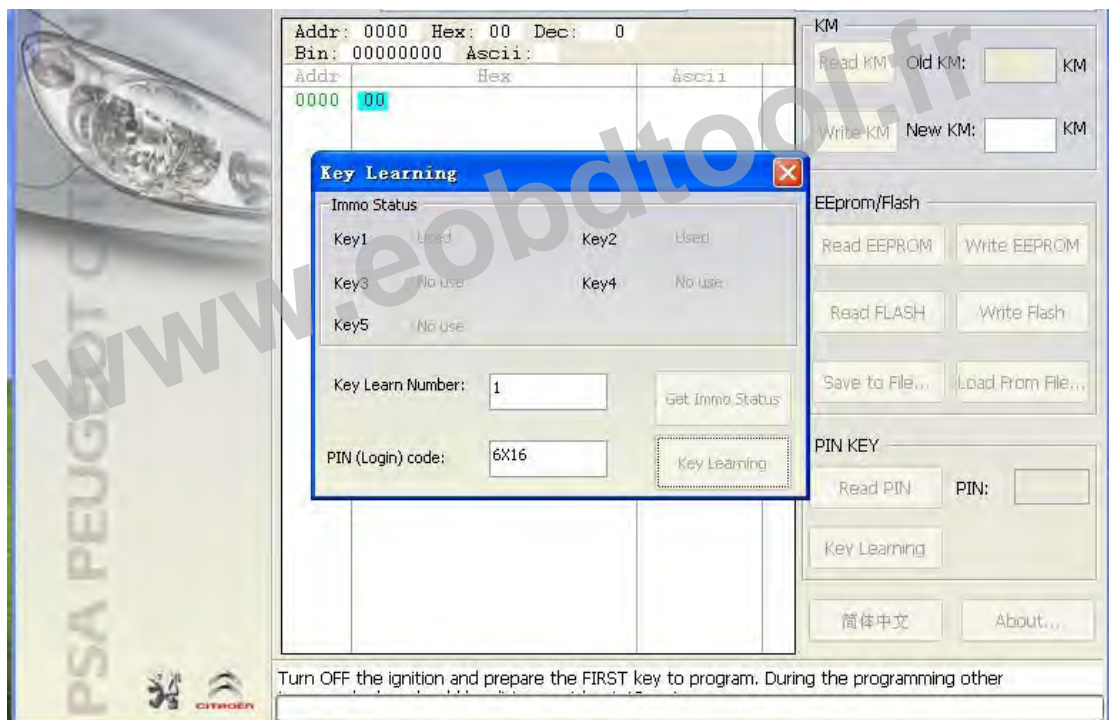 Addr: 0000 Hex: 00 Dec: 0
Bin: 00000000 Ascii:
Addr Hex Ascii
0000 00
KM
Read KM Old KM: KM
Write KM New KM: KM
Key Learning
Immo Status
Key1 Used Key2 Used
Key3 No use Key4 No use
Key5 No use
Key Learn Number: 1
Get Immo Status
PIN (Login) code: 6X16
Key Learning
EEprom/Flash
Read EEPROM Write EEPROM
Read FLASH Write Flash
Save to File... Load From File...
PIN KEY
Read PIN PIN:
Key Learning
简体中文 About...
Turn OFF the ignition and prepare the FIRST key to program. During the programming other
PSA PEUGEOT
CITROËN
www.eobdtool.fr